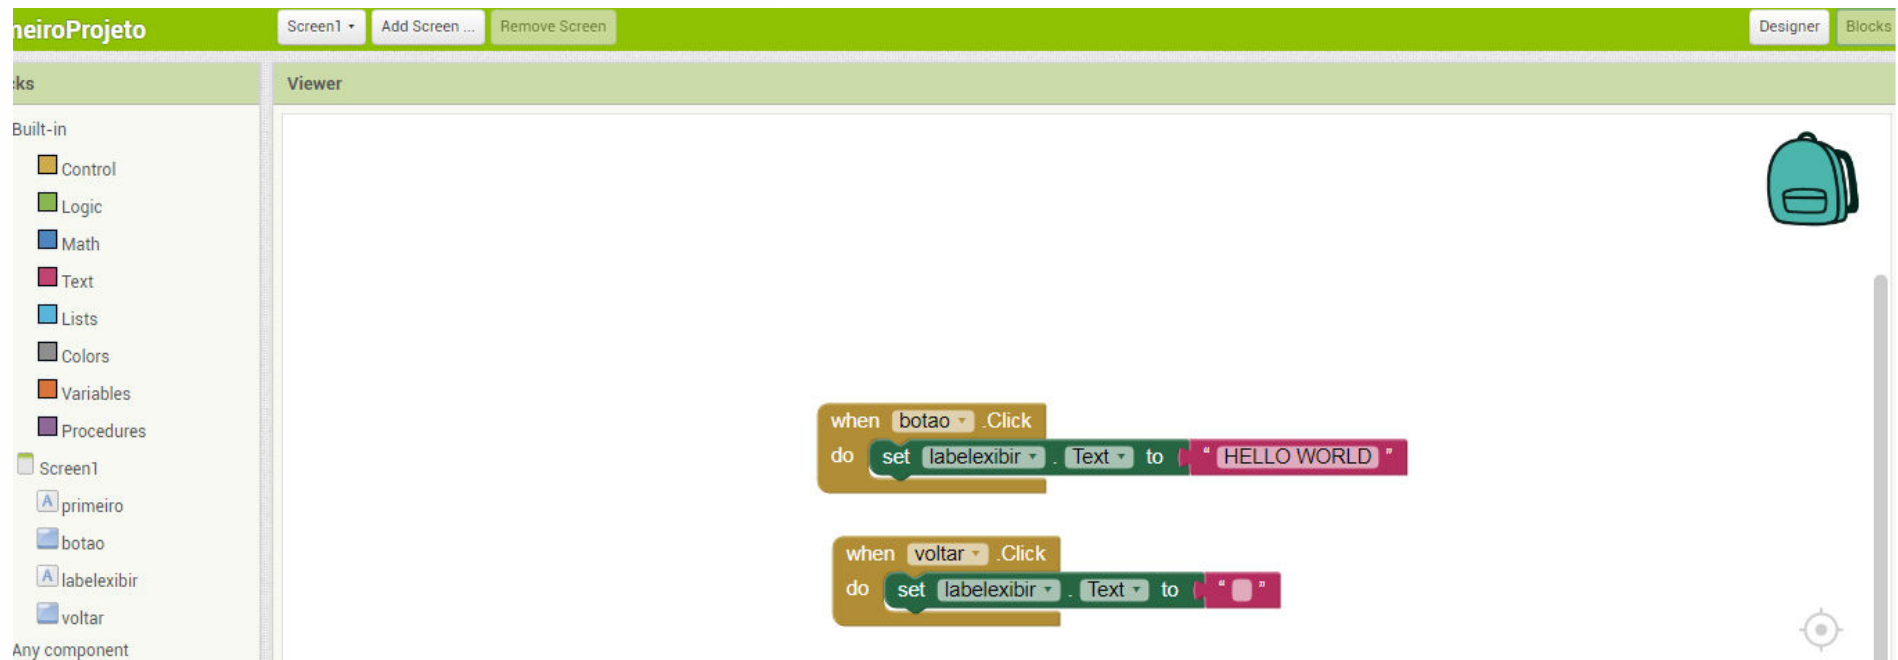 neiroProjeto
Screen1
Add Screen ...
Remove Screen
Designer
Blocks
cks
Viewer
Built-in
Control
Logic
Math
Text
Lists
Colors
Variables
Procedures
Screen1
A primeiro
botao
A labelexibir
voltar
Any component
when botao .Click
do set labelexibir . Text to " HELLO WORLD "
when voltar .Click
do set labelexibir . Text to " "